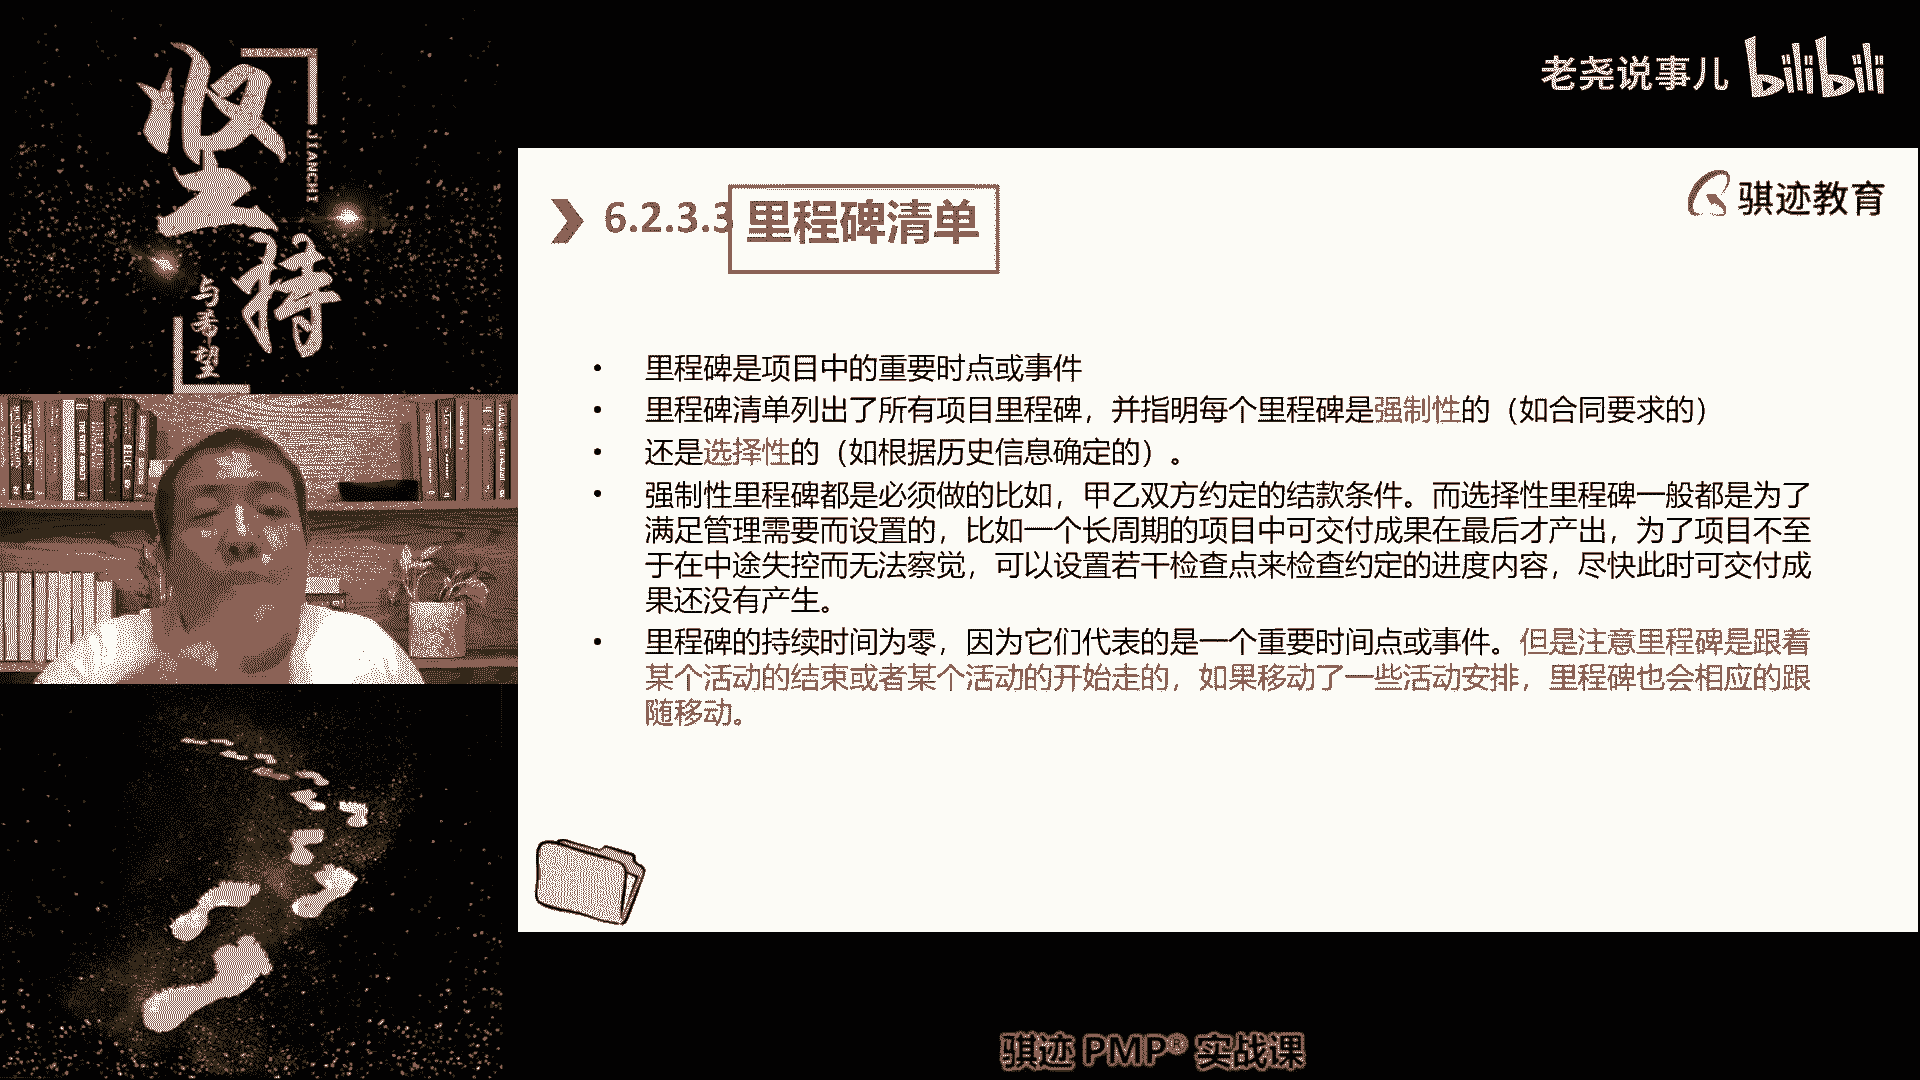 坚持
JIANCHI
与希望
老尧说事儿 bilibili
骐迹教育
6.2.3.3 里程碑清单
• 里程碑是项目中的重要时点或事件
• 里程碑清单列出了所有项目里程碑，并指明每个里程碑是强制性的（如合同要求的）
• 还是选择性的（如根据历史信息确定的）。
• 强制性里程碑都是必须做的比如，甲乙双方约定的结款条件。而选择性里程碑一般都是为了
满足管理需要而设置的，比如一个长周期的项目中可交付成果在最后才产出，为了项目不至
于在中途失控而无法察觉，可以设置若干检查点来检查约定的进度内容，尽快此时可交付成
果还没有产生。
• 里程碑的持续时间为零，因为它们代表的是一个重要时间点或事件。但是注意里程碑是跟着
某个活动的结束或者某个活动的开始走的，如果移动了一些活动安排，里程碑也会相应的跟
随移动。
骐迹 PMP® 实战课